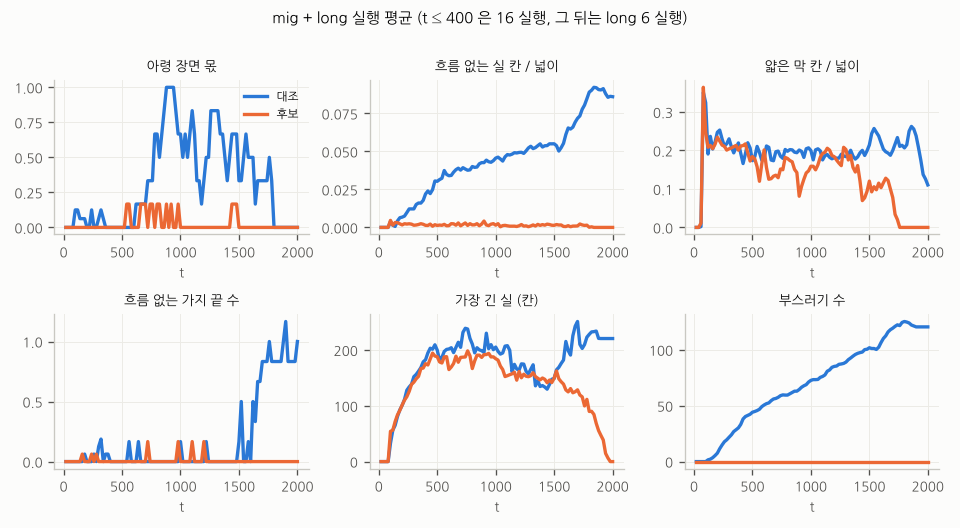 mig + long 실행 평균 (t ≤ 400 은 16 실행, 그 뒤는 long 6 실행)
아령 장면 몫
1.00
0.75
0.50
0.25
0.00
대조
후보
0 500 1000 1500 2000
t
흐름 없는 실 칸 / 넓이
0.075
0.050
0.025
0.000
0 500 1000 1500 2000
t
얇은 막 칸 / 넓이
0.3
0.2
0.1
0.0
0 500 1000 1500 2000
t
흐름 없는 가지 끝 수
1.0
0.5
0.0
0 500 1000 1500 2000
t
가장 긴 실 (칸)
200
100
0
0 500 1000 1500 2000
t
부스러기 수
100
50
0
0 500 1000 1500 2000
t